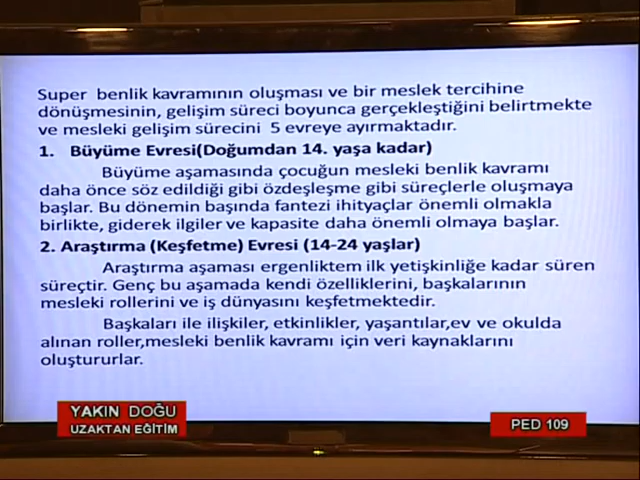 Super benlik kavramının oluşması ve bir meslek tercihine
dönüşmesinin, gelişim süreci boyunca gerçekleştiğini belirtmekte
ve mesleki gelişim sürecini 5 evreye ayırmaktadır.
1. Büyüme Evresi(Doğumdan 14. yaşa kadar)
Büyüme aşamasında çocuğun mesleki benlik kavramı
daha önce söz edildiği gibi özdeşleşme gibi süreçlerle oluşmaya
başlar. Bu dönemin başında fantezi ihityaçlar önemli olmakla
birlikte, giderek ilgiler ve kapasite daha önemli olmaya başlar.
2. Araştırma (Keşfetme) Evresi (14-24 yaşlar)
Araştırma aşaması ergenliktem ilk yetişkinliğe kadar süren
süreçtir. Genç bu aşamada kendi özelliklerini, başkalarının
mesleki rollerini ve iş dünyasını keşfetmektedir.
Başkaları ile ilişkiler, etkinlikler, yaşantılar,ev ve okulda
alınan roller,mesleki benlik kavramı için veri kaynaklarını
oluştururlar.
YAKIN DOĞU
UZAKTAN EĞİTİM
PED 109